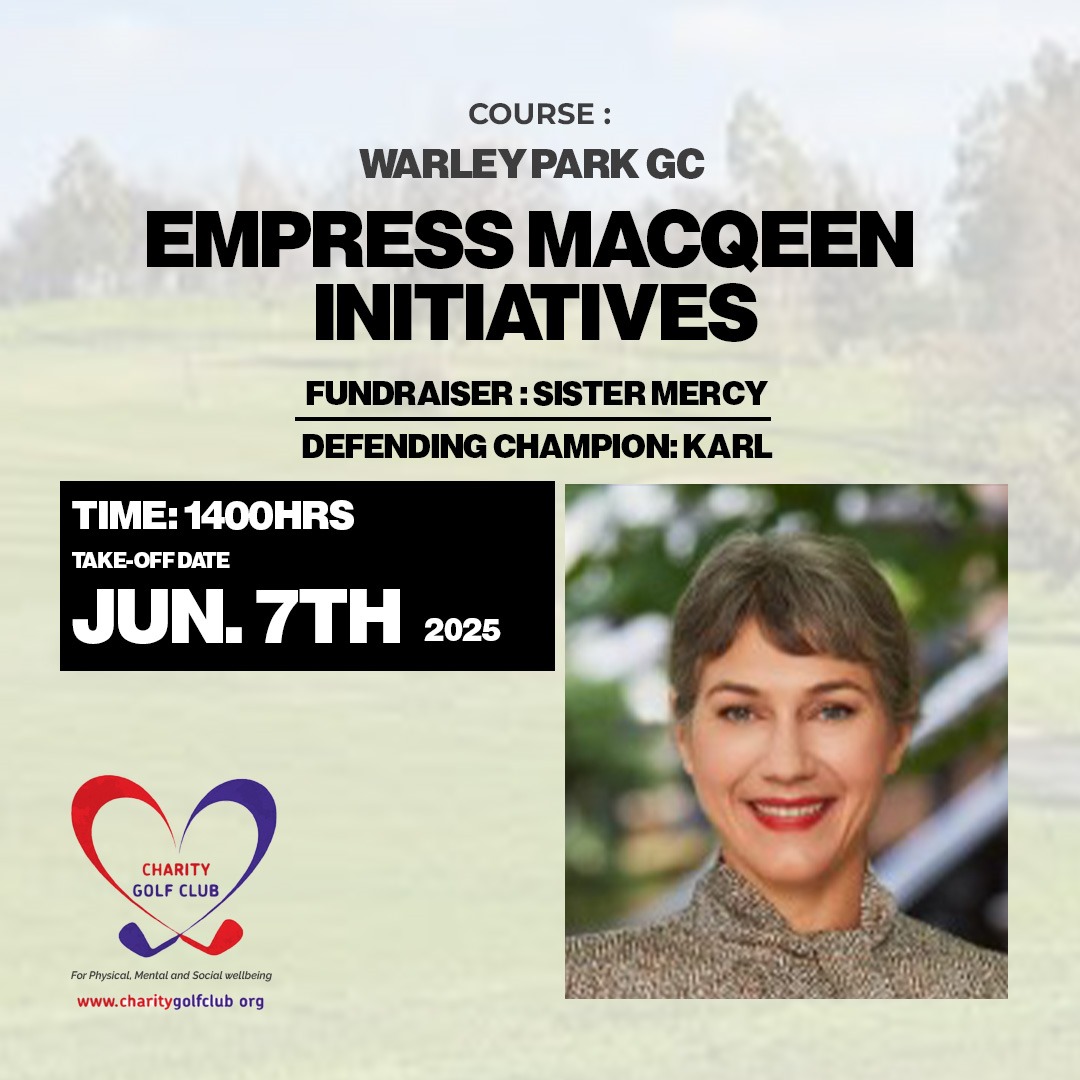 COURSE :
WARLEY PARK GC
EMPRESS MACQEEN
INITIATIVES
FUNDRAISER : SISTER MERCY
DEFENDING CHAMPION: KARL
TIME: 1400HRS
TAKE-OFF DATE
JUN. 7TH 2025
CHARITY
GOLF CLUB
For Physical, Mental and Social wellbeing
www.charitygolfclub org